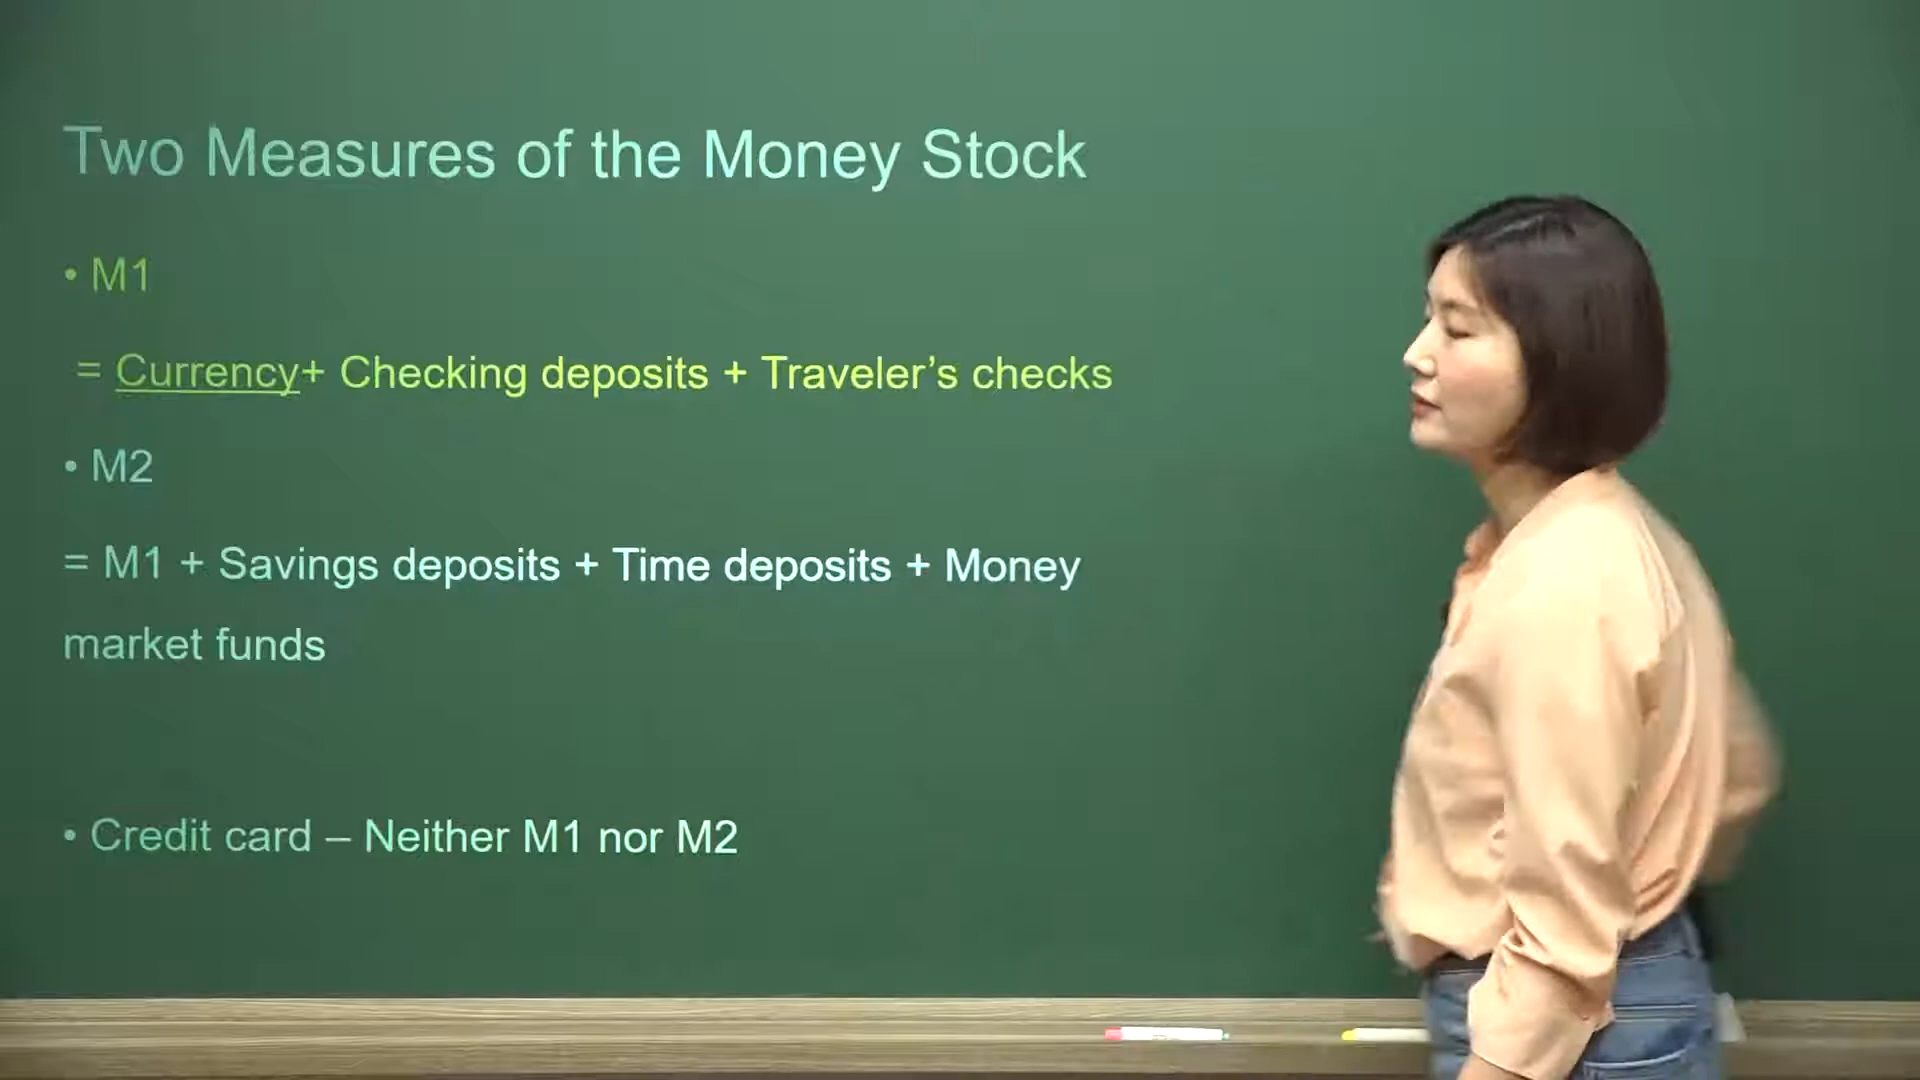 Two Measures of the Money Stock
• M1
= Currency+ Checking deposits + Traveler’s checks
• M2
= M1 + Savings deposits + Time deposits + Money
market funds
• Credit card – Neither M1 nor M2